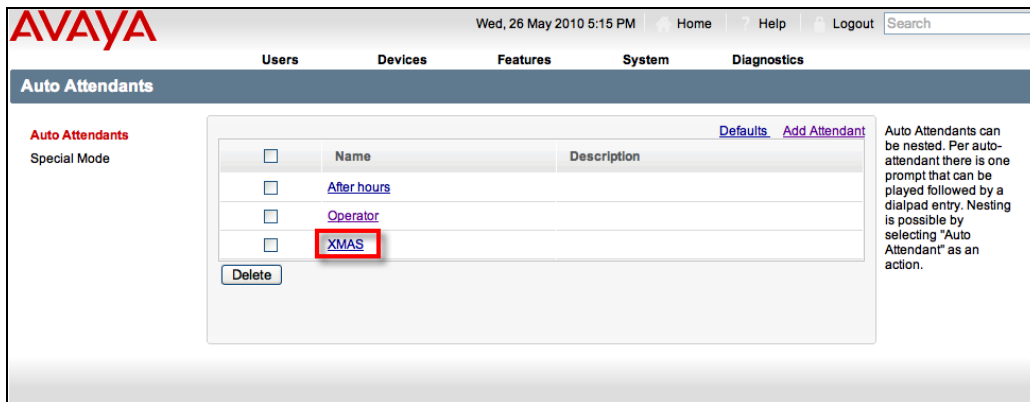 AVAYA
Wed, 26 May 2010 5:15 PM Home ? Help Logout Search
Users Devices Features System Diagnostics
Auto Attendants
Auto Attendants
Special Mode
Defaults Add Attendant
Name Description
After hours
Operator
XMAS
Delete
Auto Attendants can
be nested. Per auto-
attendant there is one
prompt that can be
played followed by a
dialpad entry. Nesting
is possible by
selecting "Auto
Attendant" as an
action.